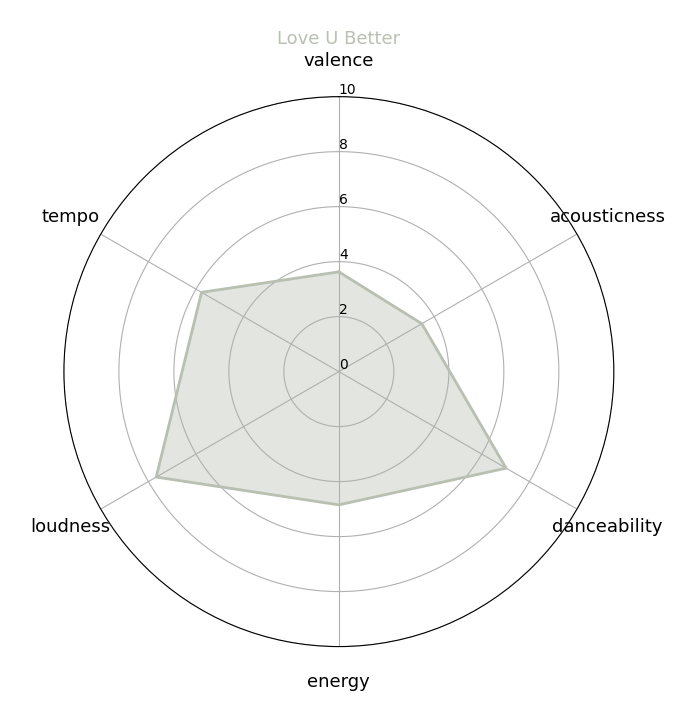 Love U Better
valence
10
8
tempo
acousticness
6
4
2
0
loudness
danceability
energy